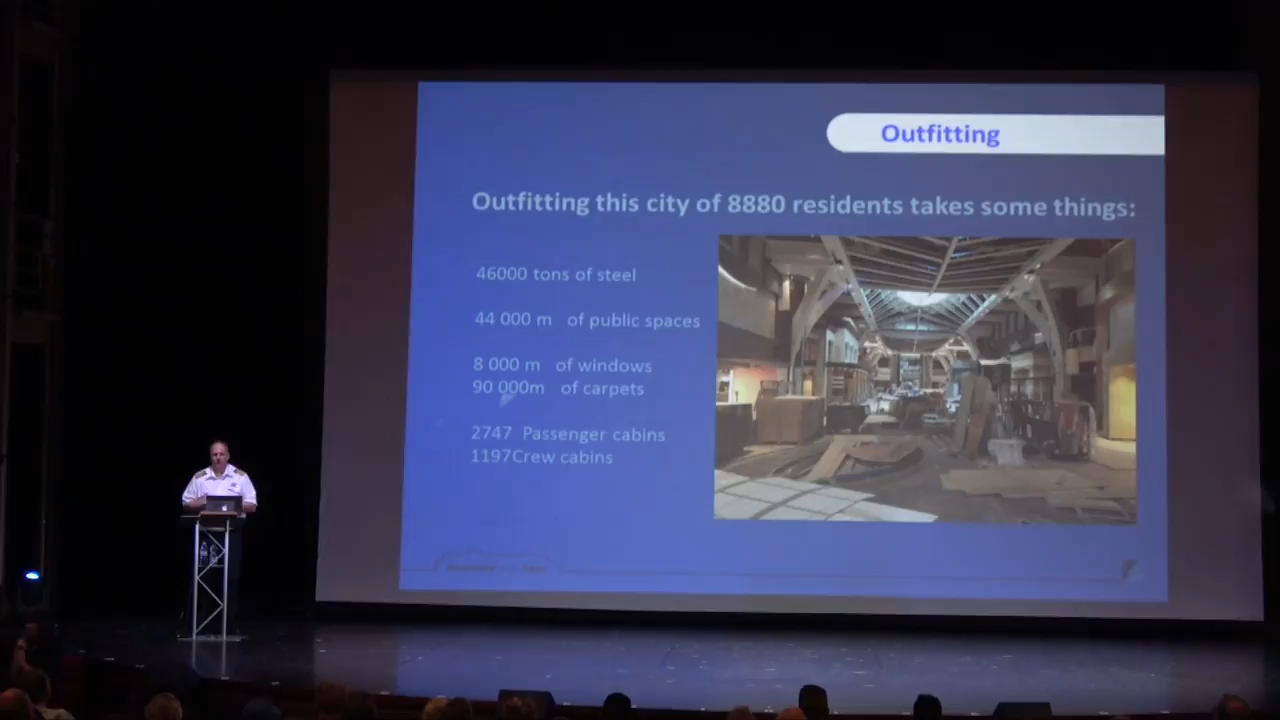 Outfitting
Outfitting this city of 8880 residents takes some things:
46000 tons of steel
44 000 m of public spaces
8 000 m of windows
90 000m of carpets
2747 Passenger cabins
1197Crew cabins